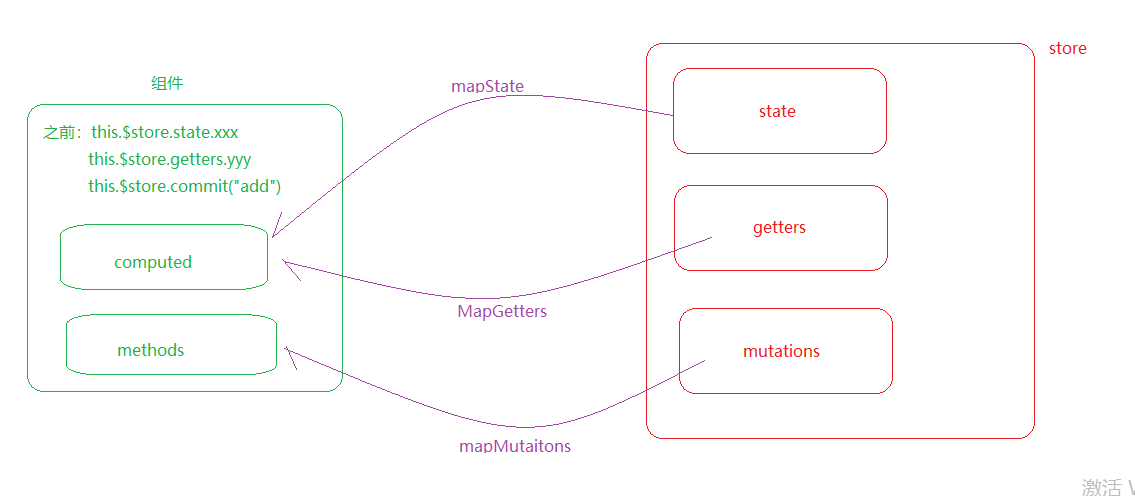 组件
之前：this.$store.state.xxx
this.$store.getters.yyy
this.$store.commit("add")
computed
methods
mapState
MapGetters
mapMutaitons
store
state
getters
mutations
激活